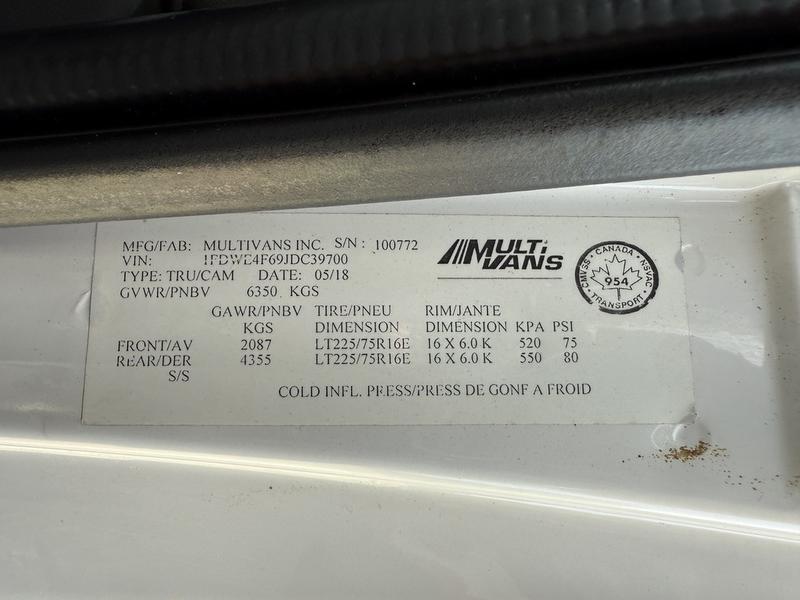 MFG/FAB: MULTIVANS INC. S/N: 100772
VIN: 1FDWE4F69JDC39700
TYPE: TRU/CAM DATE: 05/18
GVWR/PNBV 6350 KGS
MULTI VANS
CANADA
CMVSS 954 NSVAC
TRANSPORT
GAWR/PNBV TIRE/PNEU RIM/JANTE
KGS DIMENSION DIMENSION KPA PSI
FRONT/AV 2087 LT225/75R16E 16 X 6.0 K 520 75
REAR/DER 4355 LT225/75R16E 16 X 6.0 K 550 80
S/S
COLD INFL. PRESS/PRESS DE GONF A FROID